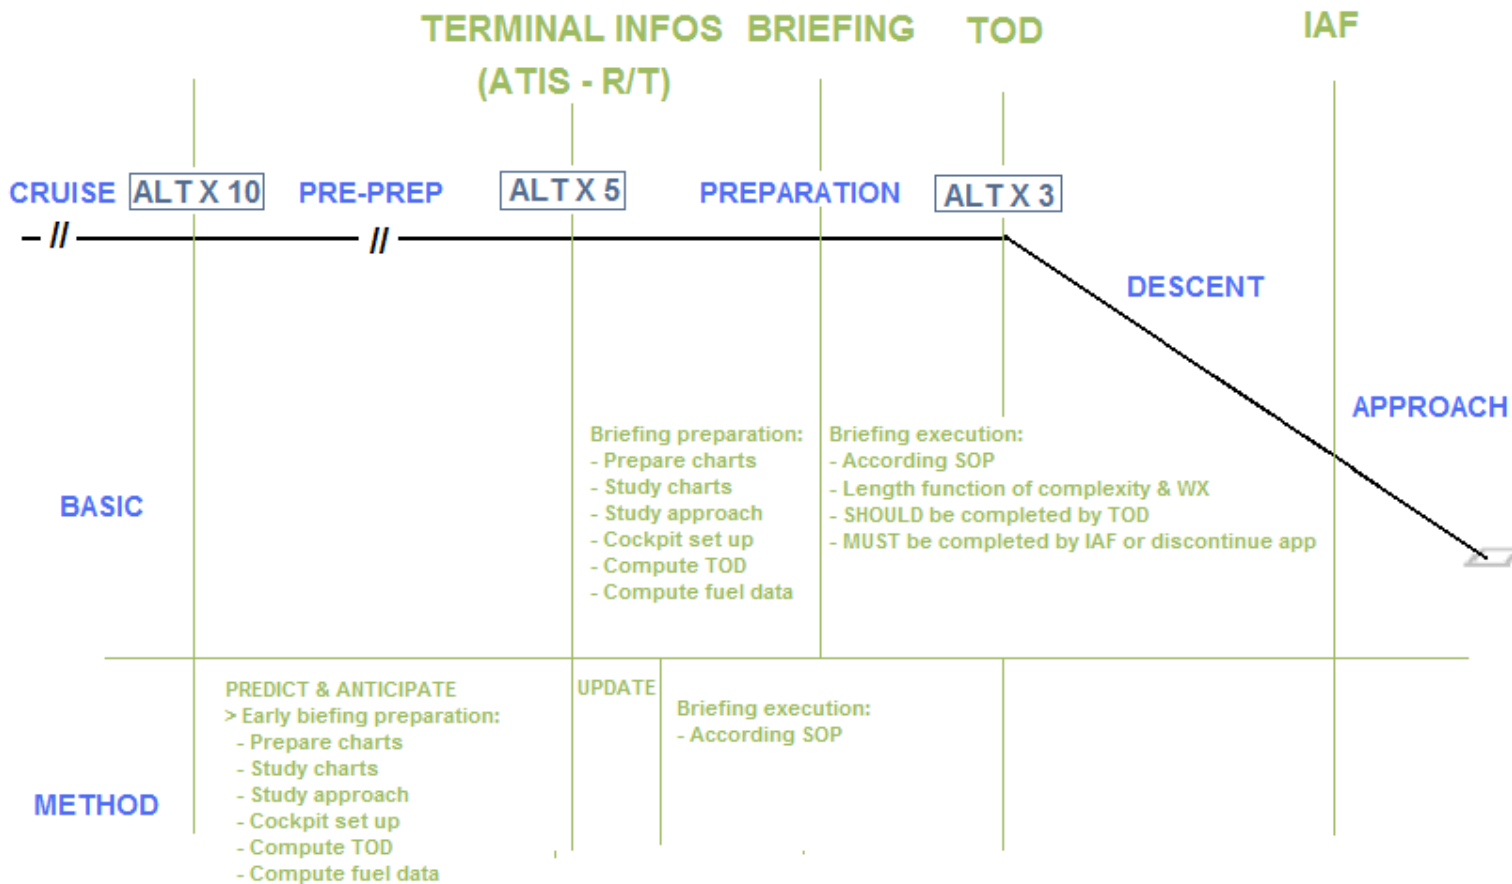 TERMINAL INFOS
(ATIS - R/T)
BRIEFING
TOD
IAF
CRUISE
ALT X 10
PRE-PREP
ALT X 5
PREPARATION
ALT X 3
//
//
DESCENT
APPROACH
BASIC
Briefing preparation:
- Prepare charts
- Study charts
- Study approach
- Cockpit set up
- Compute TOD
- Compute fuel data
Briefing execution:
- According SOP
- Length function of complexity & WX
- SHOULD be completed by TOD
- MUST be completed by IAF or discontinue app
METHOD
PREDICT & ANTICIPATE
> Early biefing preparation:
- Prepare charts
- Study charts
- Study approach
- Cockpit set up
- Compute TOD
- Compute fuel data
UPDATE
Briefing execution:
- According SOP